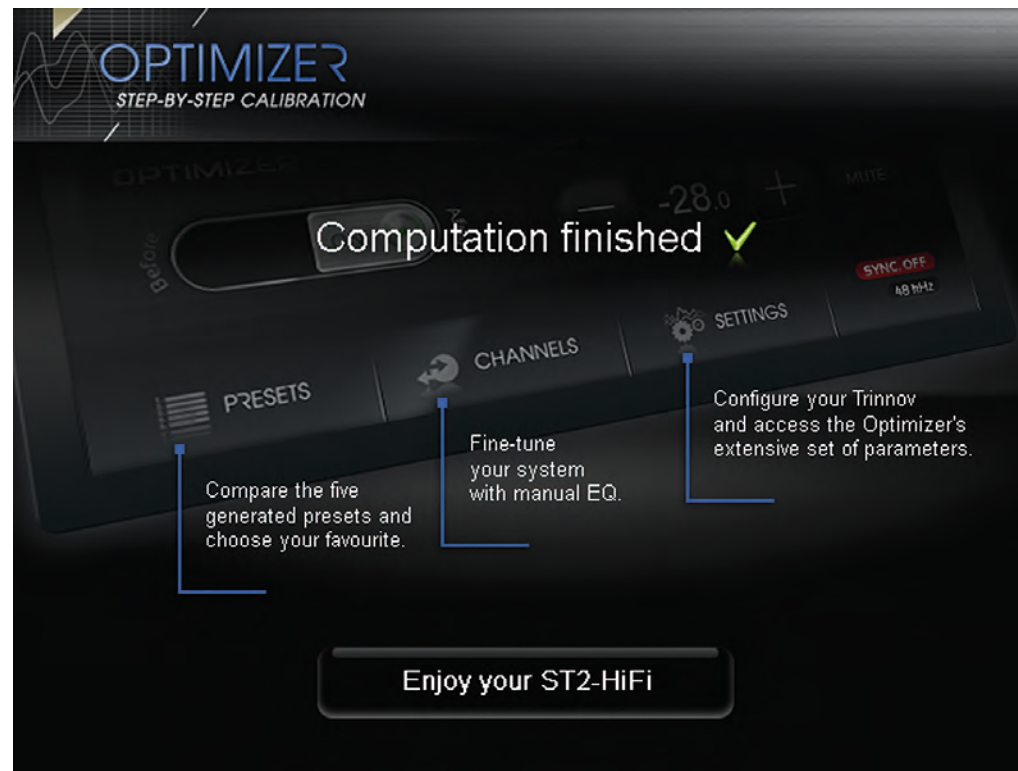 OPTIMIZER
STEP-BY-STEP CALIBRATION
OPTIMIZER
-28.0
MUTE
Before
Computation finished
SYNC. OFF
SETTINGS
CHANNELS
PRESETS
Configure your Trinnov
and access the Optimizer's
extensive set of parameters.
Fine-tune
your system
with manual EQ.
Compare the five
generated presets and
choose your favourite.
Enjoy your ST2-HiFi